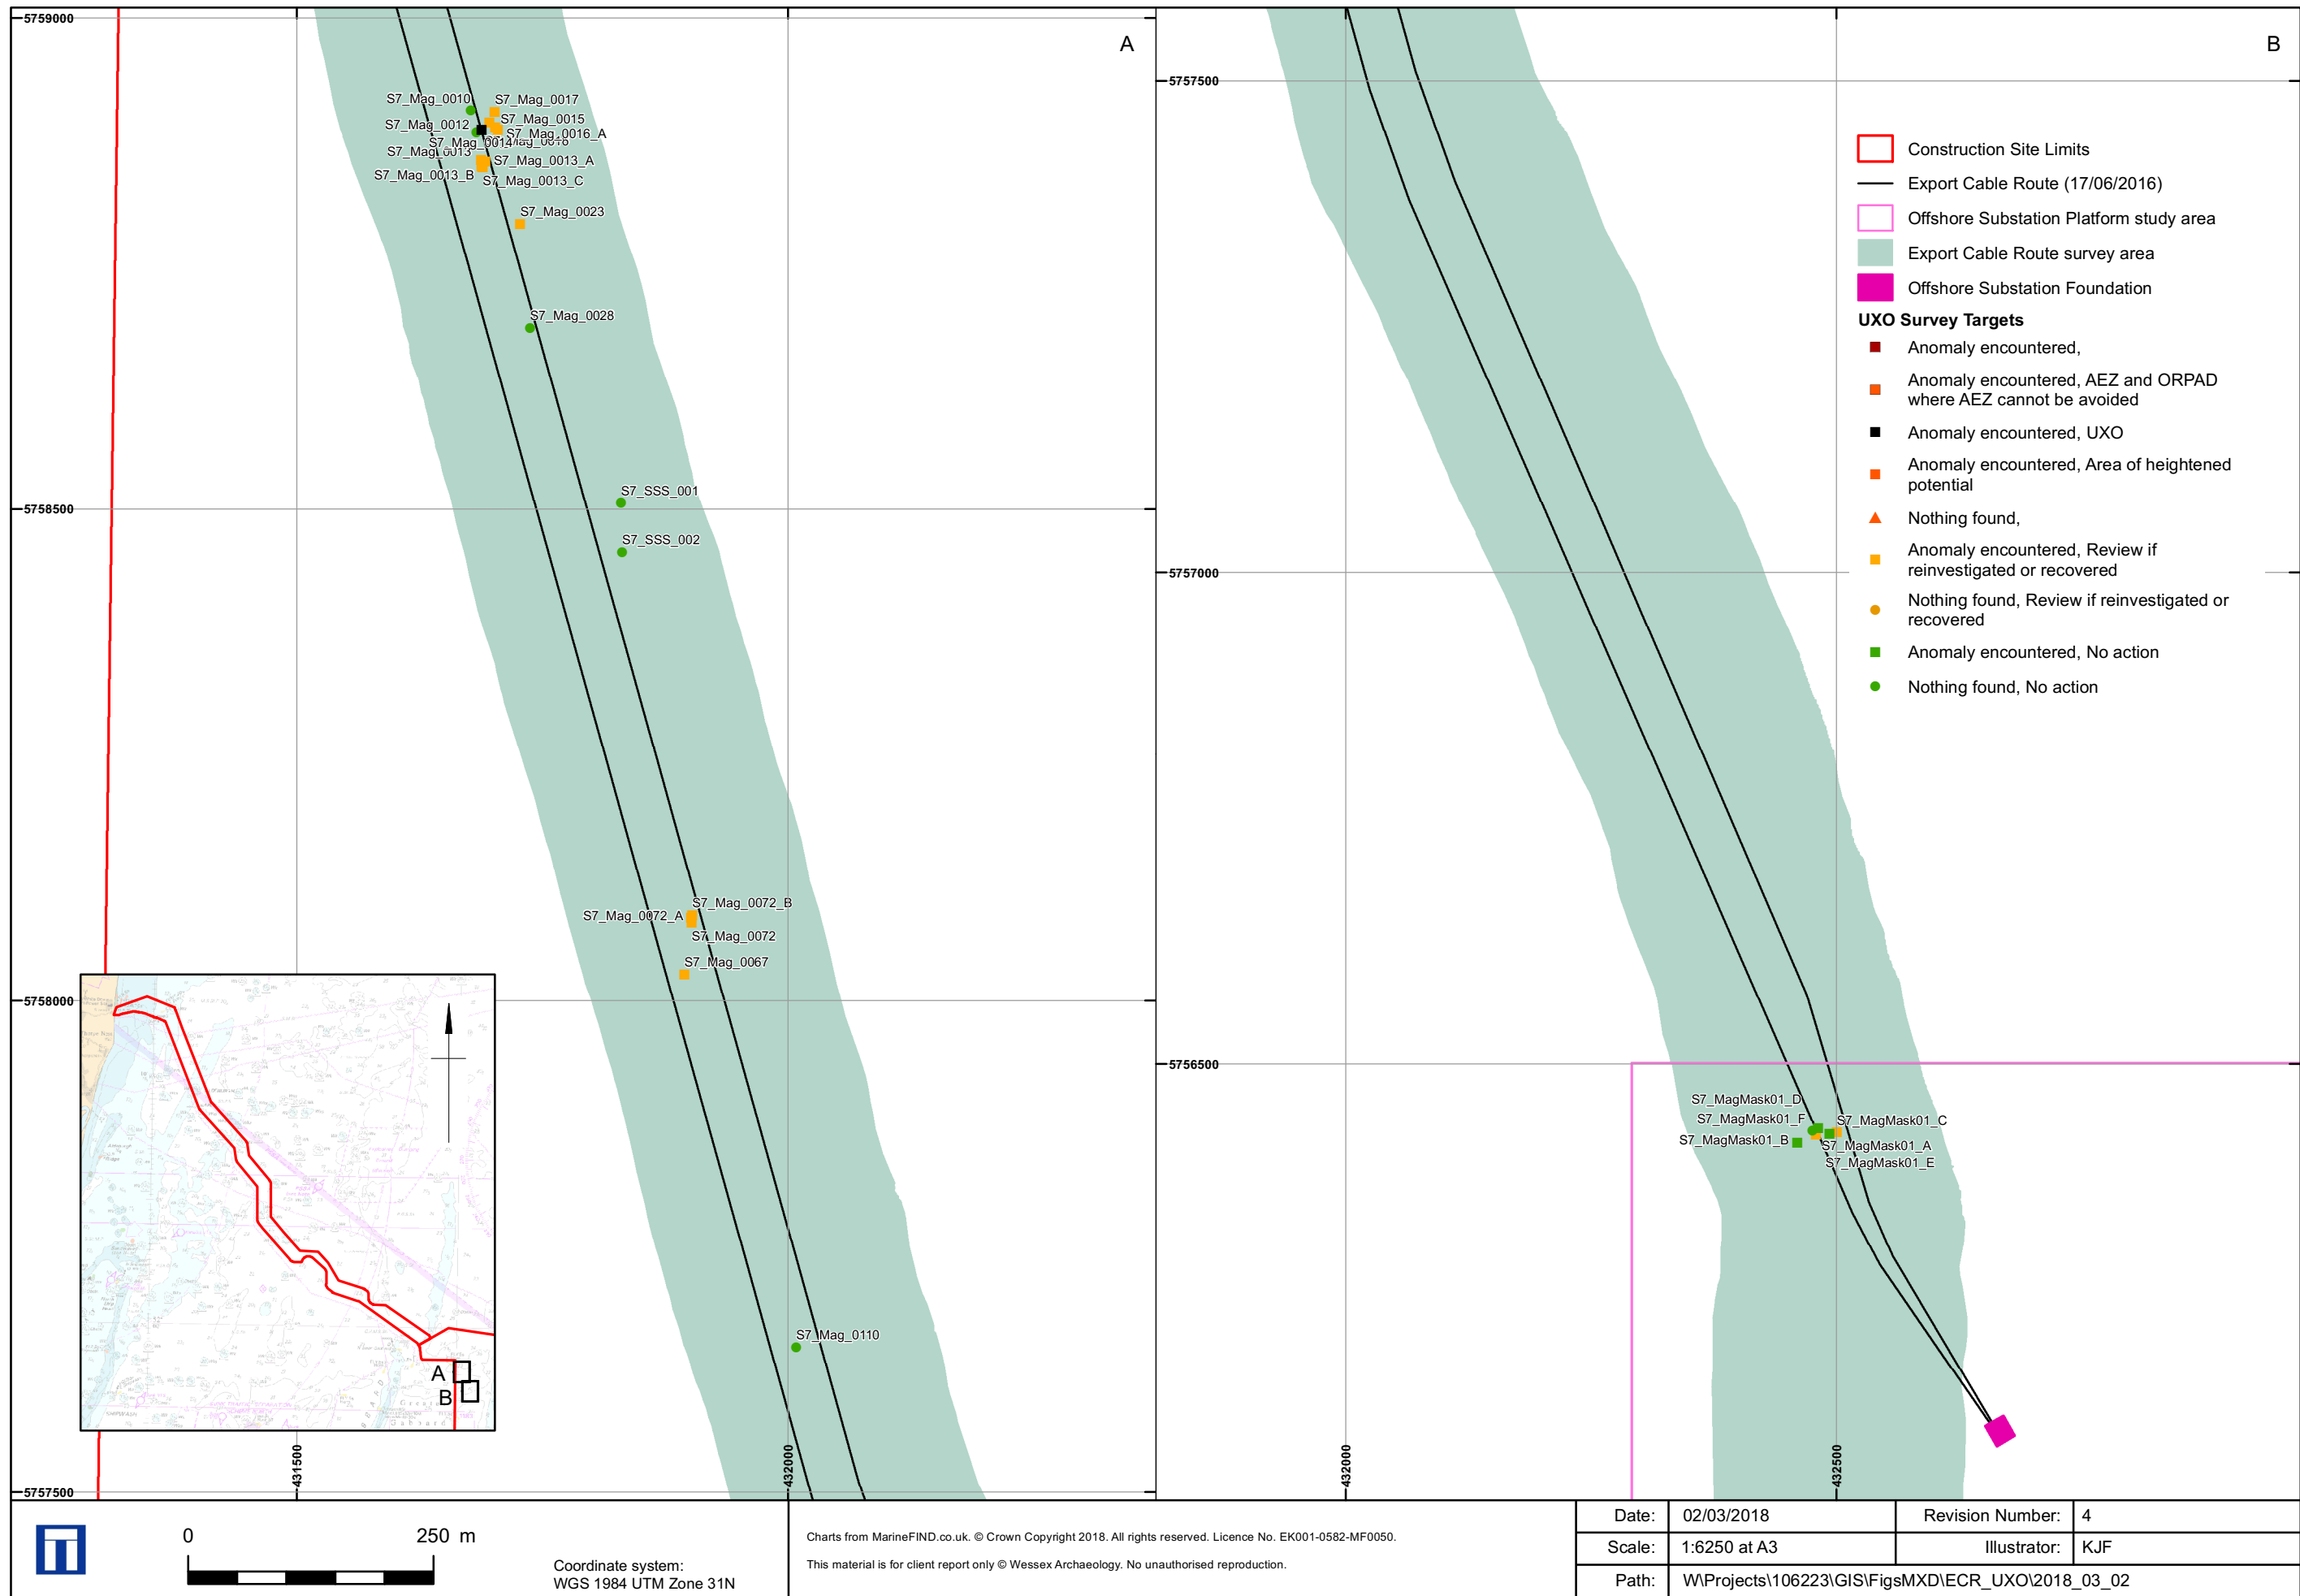 A
5759000
5758500
5758000
5757500
431500
432000
S7_Mag_0010
S7_Mag_0017
S7_Mag_0012
S7_Mag_0015
S7_Mag_0016_A
S7_Mag_0014
S7_Mag_0013
S7_Mag_0013_A
S7_Mag_0013_B
S7_Mag_0013_C
S7_Mag_0023
S7_Mag_0028
S7_SSS_001
S7_SSS_002
S7_Mag_0072_B
S7_Mag_0072_A
S7_Mag_0072
S7_Mag_0067
S7_Mag_0110
A
B
B
5757500
5757000
5756500
432000
432500
S7_MagMask01_D
S7_MagMask01_F
S7_MagMask01_C
S7_MagMask01_B
S7_MagMask01_A
S7_MagMask01_E
Construction Site Limits
Export Cable Route (17/06/2016)
Offshore Substation Platform study area
Export Cable Route survey area
Offshore Substation Foundation
UXO Survey Targets
Anomaly encountered,
Anomaly encountered, AEZ and ORPAD
where AEZ cannot be avoided
Anomaly encountered, UXO
Anomaly encountered, Area of heightened
potential
Nothing found,
Anomaly encountered, Review if
reinvestigated or recovered
Nothing found, Review if reinvestigated or
recovered
Anomaly encountered, No action
Nothing found, No action
0 250 m
Coordinate system:
WGS 1984 UTM Zone 31N
Charts from MarineFIND.co.uk. © Crown Copyright 2018. All rights reserved. Licence No. EK001-0582-MF0050.
This material is for client report only © Wessex Archaeology. No unauthorised reproduction.
Date: 02/03/2018 Revision Number: 4
Scale: 1:6250 at A3 Illustrator: KJF
Path: W\Projects\106223\GIS\FigsMXD\ECR_UXO\2018_03_02